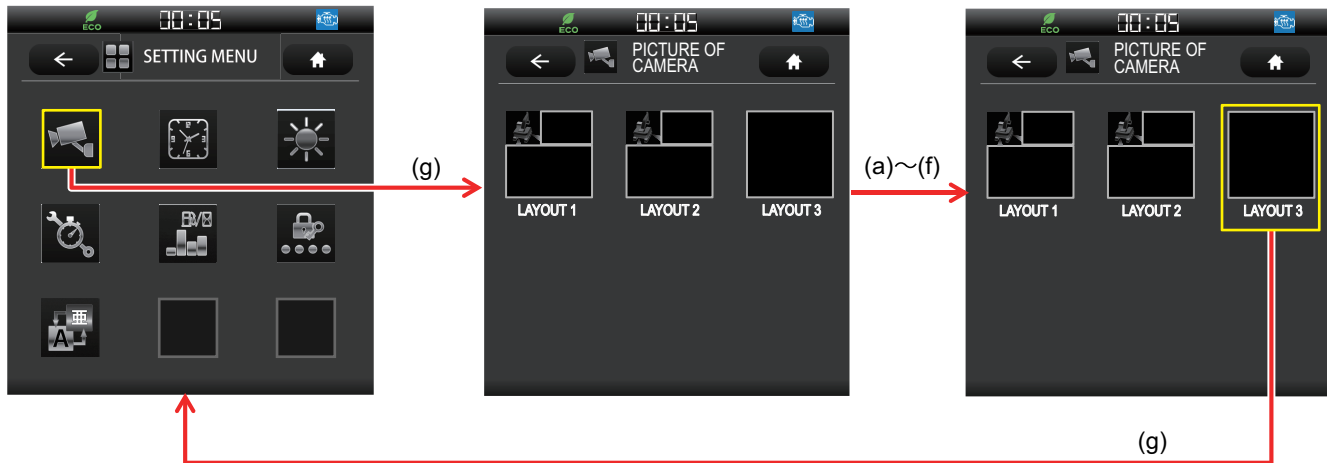 ECO
00:05
SETTING MENU
E/F/B
亜
A
(g)
ECO
00:05
PICTURE OF
CAMERA
LAYOUT 1
LAYOUT 2
LAYOUT 3
(a)～(f)
ECO
00:05
PICTURE OF
CAMERA
LAYOUT 1
LAYOUT 2
LAYOUT 3
(g)